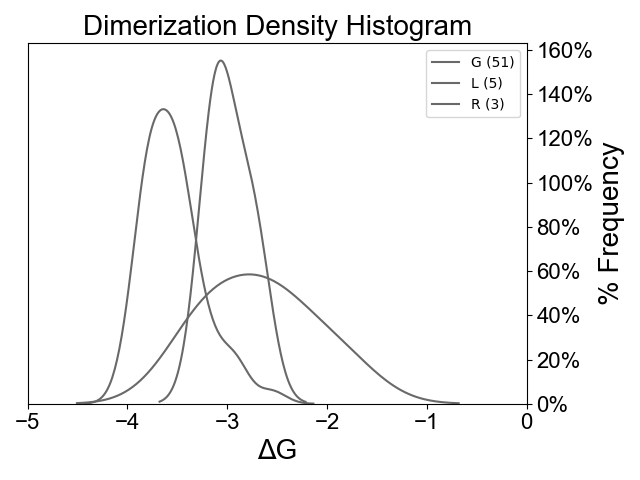 Dimerization Density Histogram
G (51)
L (5)
R (3)
160%
140%
120%
100%
80%
60%
40%
20%
0%
% Frequency
−5 −4 −3 −2 −1 0
ΔG